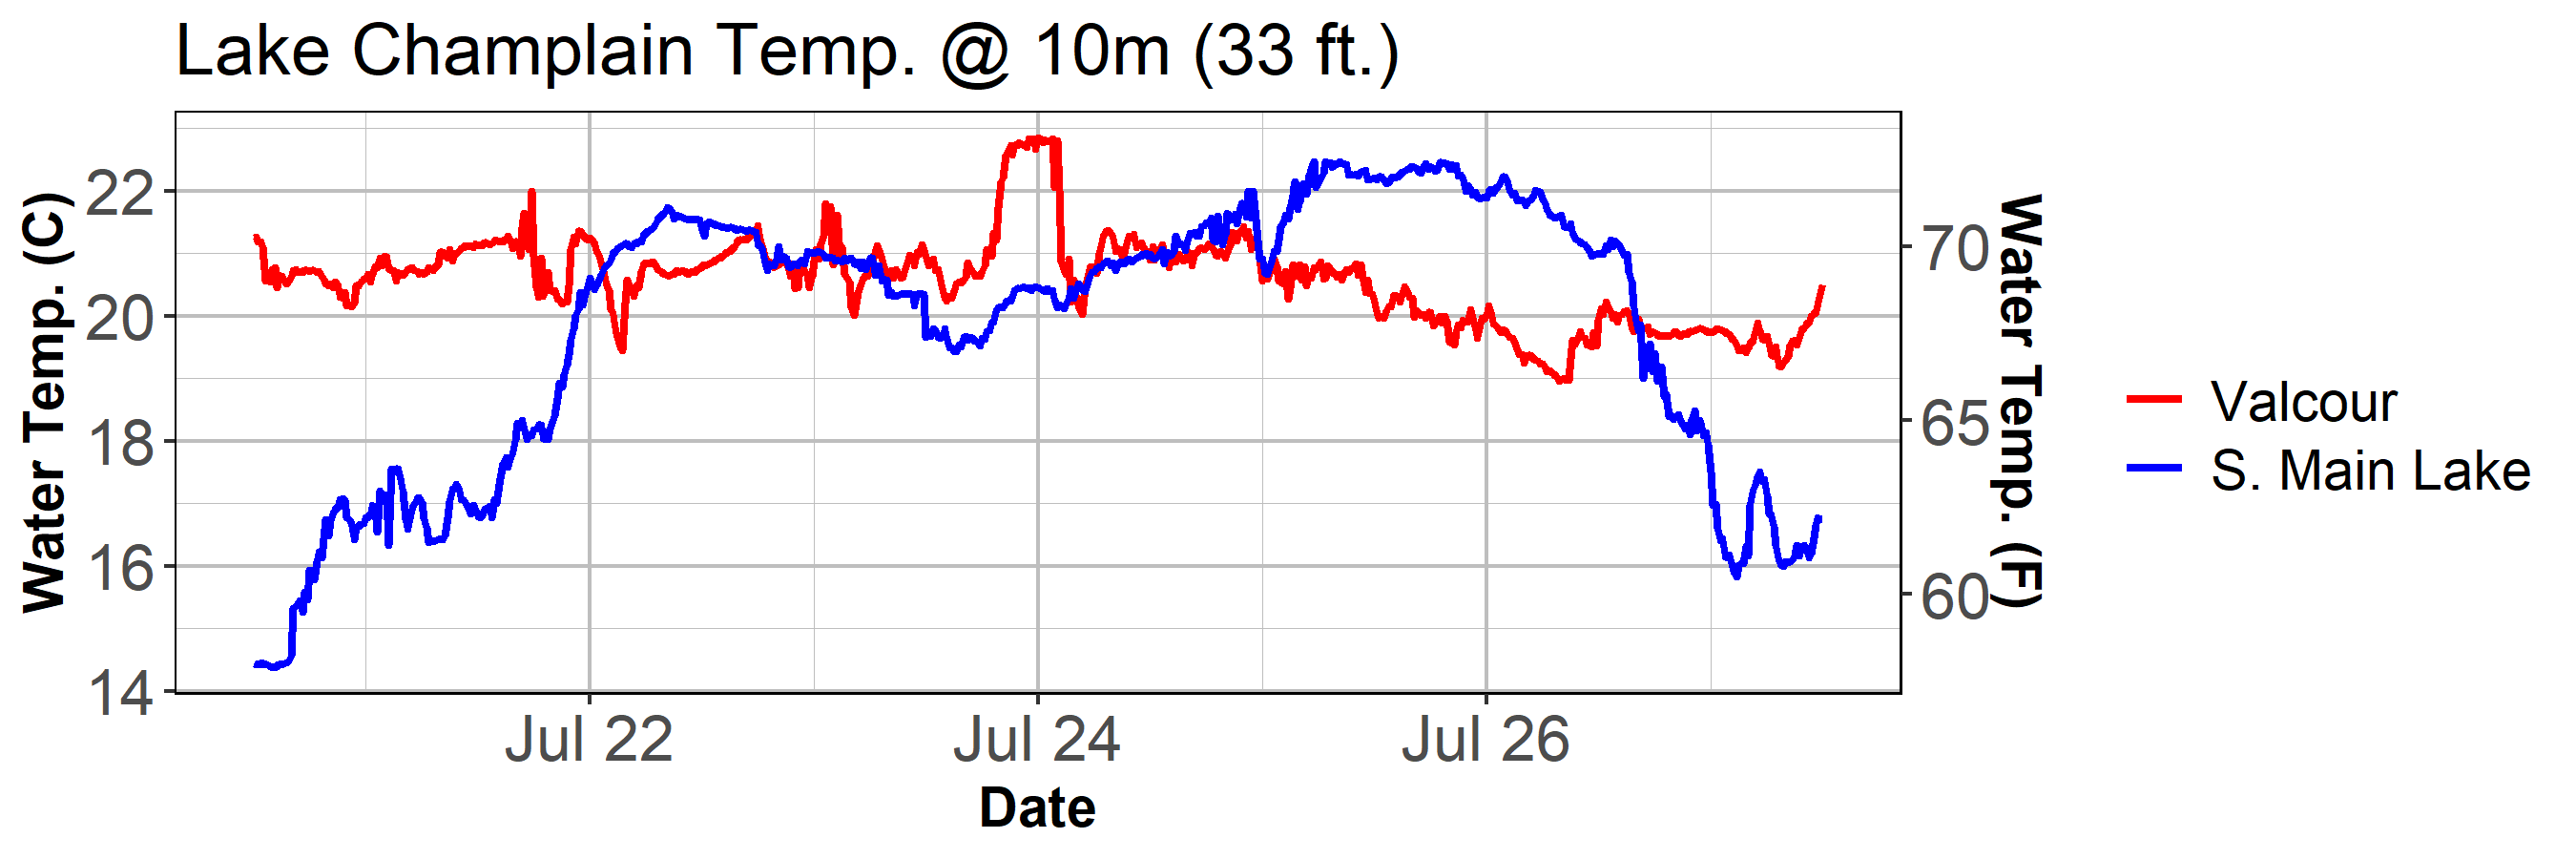 Lake Champlain Temp. @ 10m (33 ft.)
Water Temp. (C)
22
20
18
16
14
Jul 22
Jul 24
Jul 26
Date
70
65
60
Water Temp. (F)
Valcour
S. Main Lake